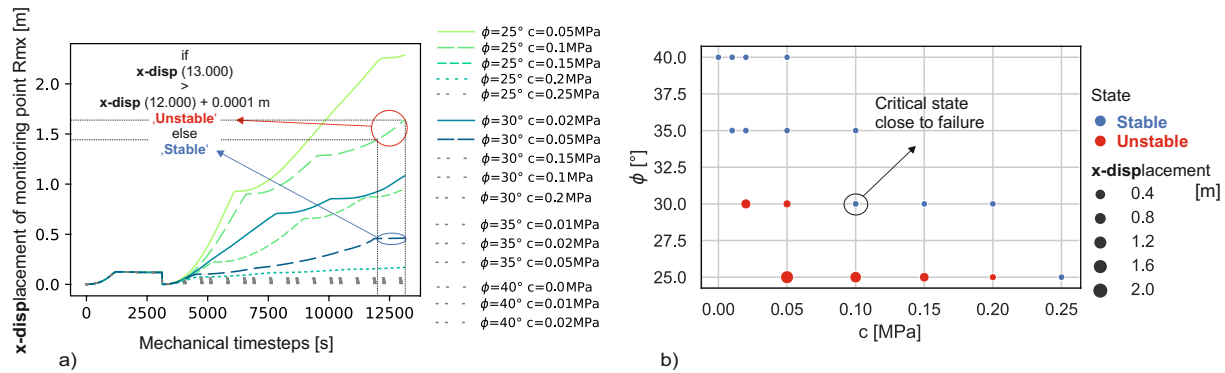 x-displacement of monitoring point Rmx [m]
2.0
1.5
1.0
0.5
0.0
if
x-disp (13.000)
>
x-disp (12.000) + 0.0001 m
‚Unstable‘
else
‚Stable‘
0
2500
5000
7500
10000
12500
Mechanical timesteps [s]
a)
ϕ=25° c=0.05MPa
ϕ=25° c=0.1MPa
ϕ=25° c=0.15MPa
ϕ=25° c=0.2MPa
ϕ=25° c=0.25MPa
ϕ=30° c=0.02MPa
ϕ=30° c=0.05MPa
ϕ=30° c=0.15MPa
ϕ=30° c=0.1MPa
ϕ=30° c=0.2MPa
ϕ=35° c=0.01MPa
ϕ=35° c=0.02MPa
ϕ=35° c=0.05MPa
ϕ=40° c=0.0MPa
ϕ=40° c=0.01MPa
ϕ=40° c=0.02MPa
ϕ [°]
40.0
37.5
35.0
32.5
30.0
27.5
25.0
Critical state
close to failure
0.00
0.05
0.10
0.15
0.20
0.25
c [MPa]
b)
State
Stable
Unstable
x-displacement
[m]
0.4
0.8
1.2
1.6
2.0